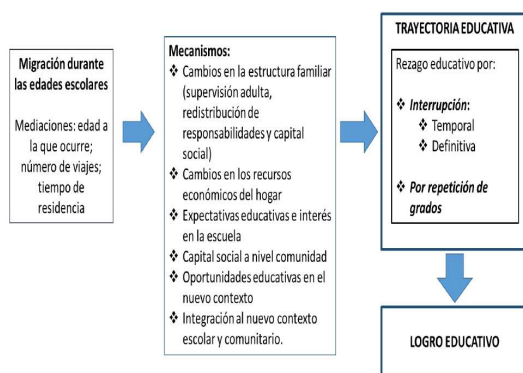 Migración durante
las edades escolares
Mediaciones: edad a
la que ocurre;
número de viajes;
tiempo de
residencia
Mecanismos:
❖ Cambios en la estructura familiar
(supervisión adulta,
redistribución de
responsabilidades y capital
social)
❖ Cambios en los recursos
económicos del hogar
❖ Expectativas educativas e interés
en la escuela
❖ Capital social a nivel comunidad
❖ Oportunidades educativas en el
nuevo contexto
❖ Integración al nuevo contexto
escolar y comunitario.
TRAYECTORIA EDUCATIVA
Rezago educativo por:
❖ Interrupción:
❖ Temporal
❖ Definitiva
❖ Por repetición de
grados
LOGRO EDUCATIVO